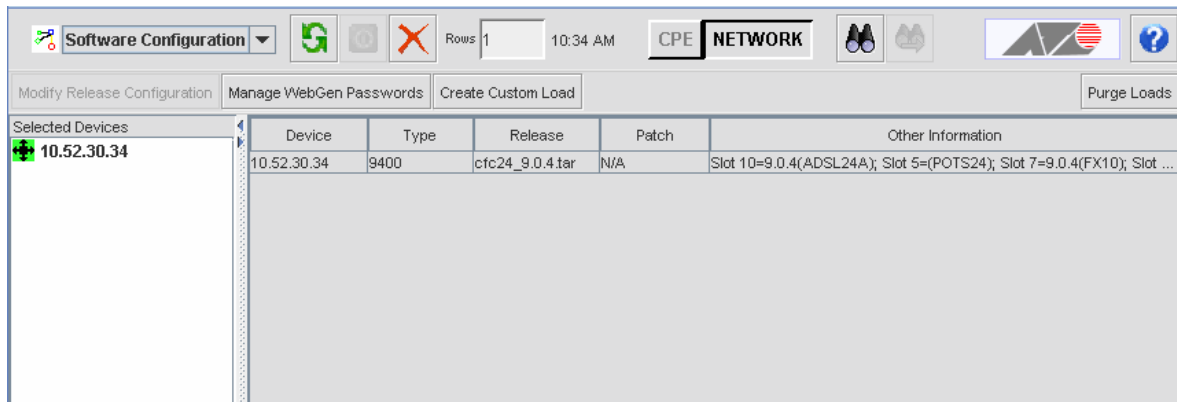 Software Configuration Rows 1 10:34 AM CPE NETWORK ?
Modify Release Configuration Manage WebGen Passwords Create Custom Load Purge Loads
Selected Devices
10.52.30.34
Device Type Release Patch Other Information
10.52.30.34 9400 cfc24_9.0.4.tar N/A Slot 10=9.0.4(ADSL24A); Slot 5=(POTS24); Slot 7=9.0.4(FX10); Slot ...